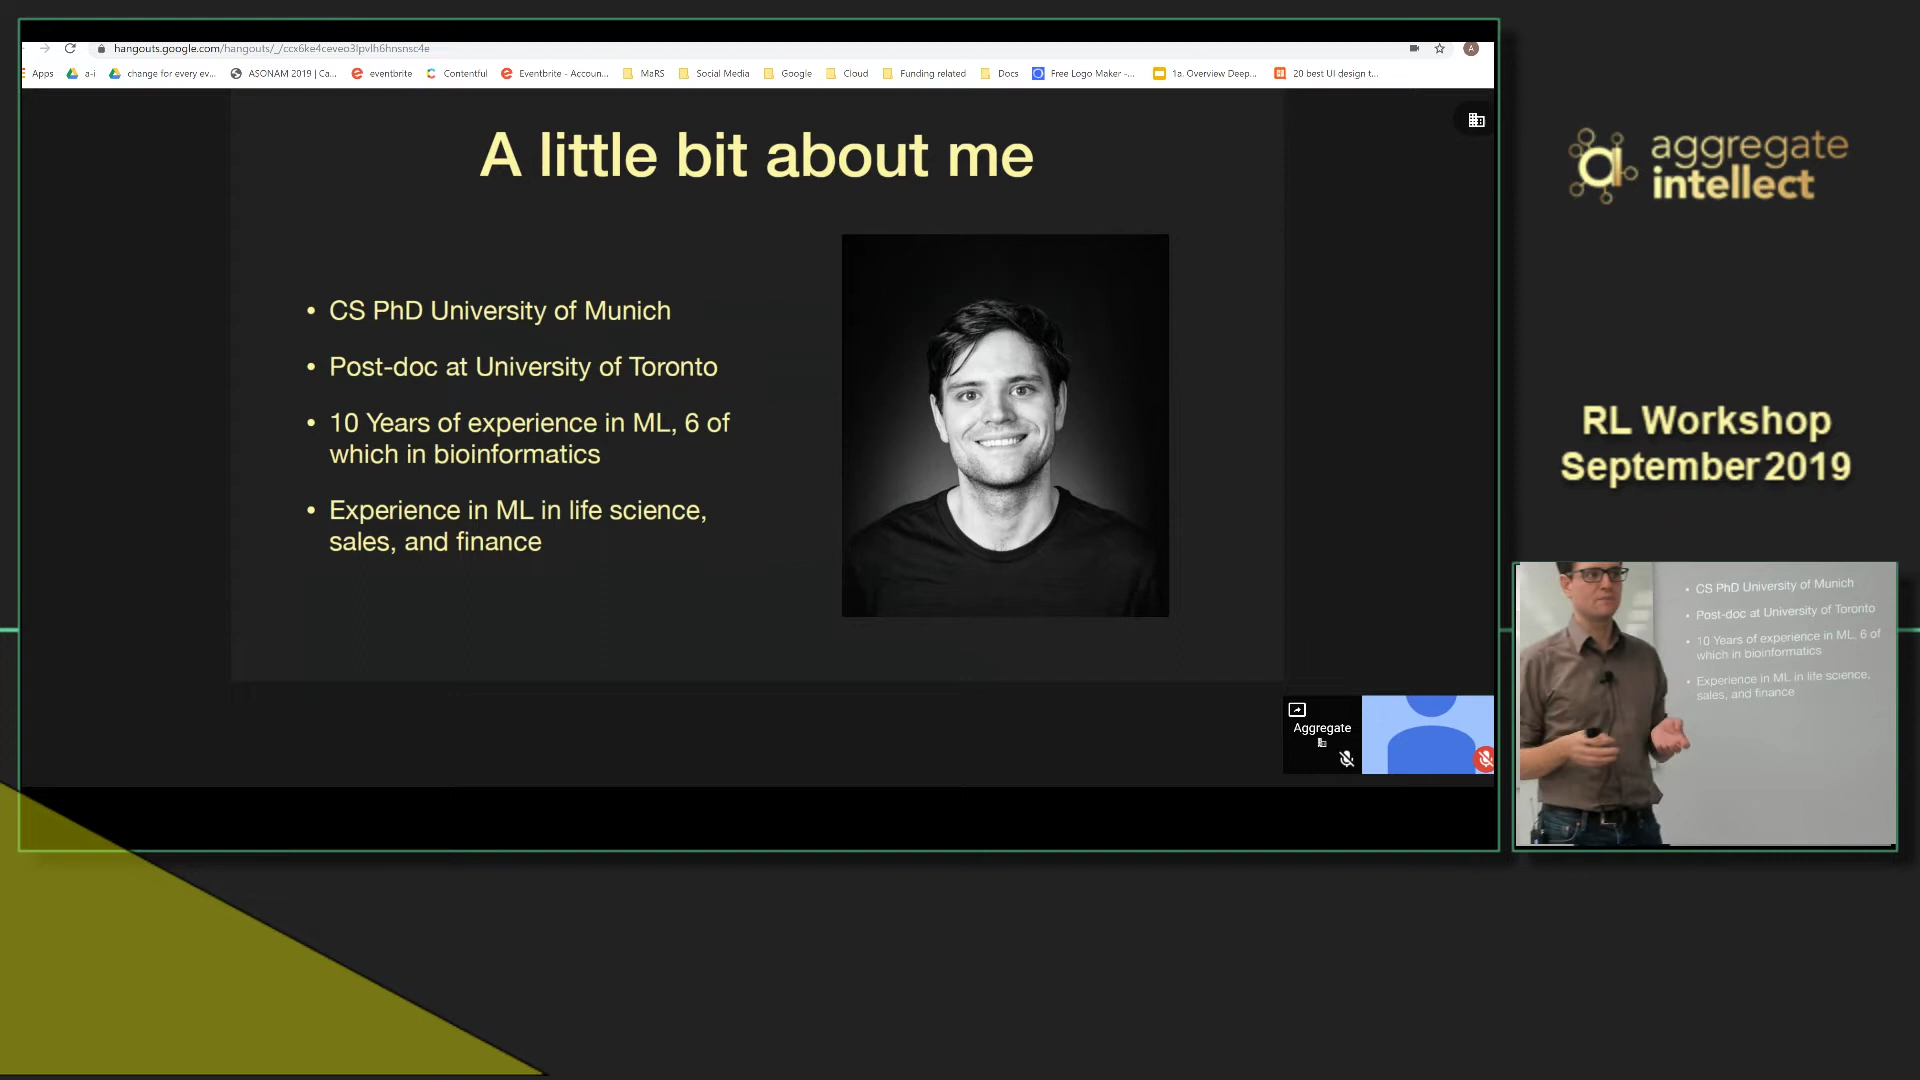 hangouts.google.com/hangouts/_/ccx6ke4ceveo3lpvlh6hnsnsc4e
A
Apps a-i change for every ev... ASONAM 2019 | Ca... eventbrite Contentful Eventbrite - Accoun... MaRS Social Media Google Cloud Funding related Docs Free Logo Maker -... 1a. Overview Deep... 20 best UI design t...
A little bit about me
• CS PhD University of Munich
• Post-doc at University of Toronto
• 10 Years of experience in ML, 6 of
which in bioinformatics
• Experience in ML in life science,
sales, and finance
Aggregate
aggregate
intellect
RL Workshop
September 2019
• CS PhD University of Munich
• Post-doc at University of Toronto
• 10 Years of experience in ML, 6 of
which in bioinformatics
• Experience in ML in life science,
sales, and finance